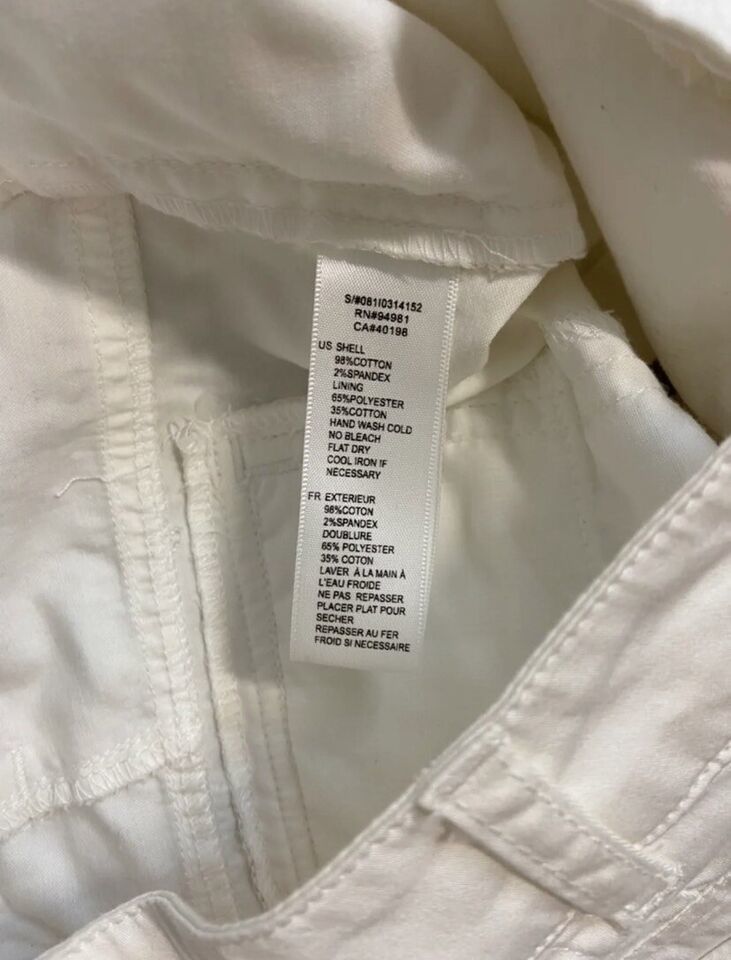 S/#081I0314152
RN#94981
CA#40198
US SHELL
98%COTTON
2%SPANDEX
LINING
65%POLYESTER
35%COTTON
HAND WASH COLD
NO BLEACH
FLAT DRY
COOL IRON IF
NECESSARY
FR EXTERIEUR
98%COTON
2%SPANDEX
DOUBLURE
65% POLYESTER
35% COTON
LAVER À LA MAIN À
L'EAU FROIDE
NE PAS REPASSER
PLACER PLAT POUR
SECHER
REPASSER AU FER
FROID SI NECESSAIRE